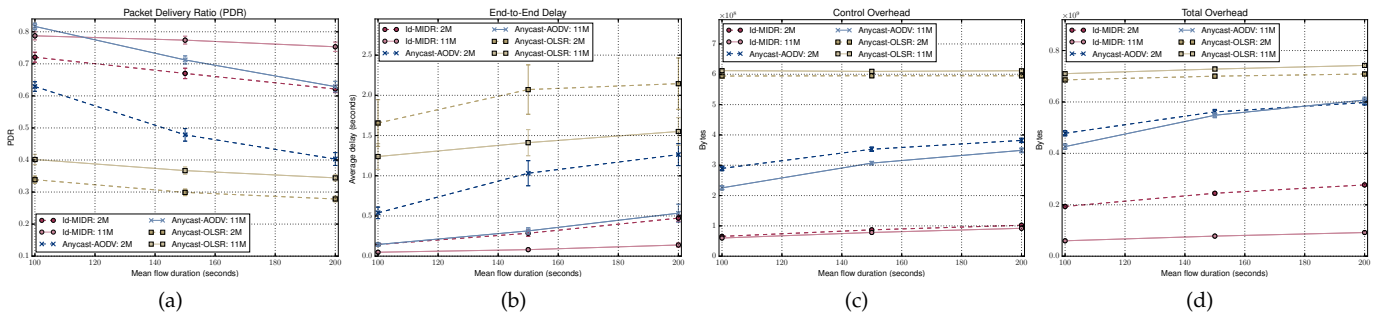 Packet Delivery Ratio (PDR)
0.8
0.7
0.6
0.5
0.4
0.3
0.2
0.1
PDR
Id-MIDR: 2M
Id-MIDR: 11M
Anycast-AODV: 2M
Anycast-AODV: 11M
Anycast-OLSR: 2M
Anycast-OLSR: 11M
100 120 140 160 180 200
Mean flow duration (seconds)
(a)
End-to-End Delay
2.5
2.0
1.5
1.0
0.5
0.0
Average delay (seconds)
Id-MIDR: 2M
Id-MIDR: 11M
Anycast-AODV: 2M
Anycast-AODV: 11M
Anycast-OLSR: 2M
Anycast-OLSR: 11M
100 120 140 160 180 200
Mean flow duration (seconds)
(b)
Control Overhead
7
6
5
4
3
2
1
0
Bytes
Id-MIDR: 2M
Id-MIDR: 11M
Anycast-AODV: 2M
Anycast-AODV: 11M
Anycast-OLSR: 2M
Anycast-OLSR: 11M
100 120 140 160 180 200
Mean flow duration (seconds)
(c)
Total Overhead
0.8
0.6
0.4
0.2
0.0
Bytes
Id-MIDR: 2M
Id-MIDR: 11M
Anycast-AODV: 2M
Anycast-AODV: 11M
Anycast-OLSR: 2M
Anycast-OLSR: 11M
100 120 140 160 180 200
Mean flow duration (seconds)
(d)